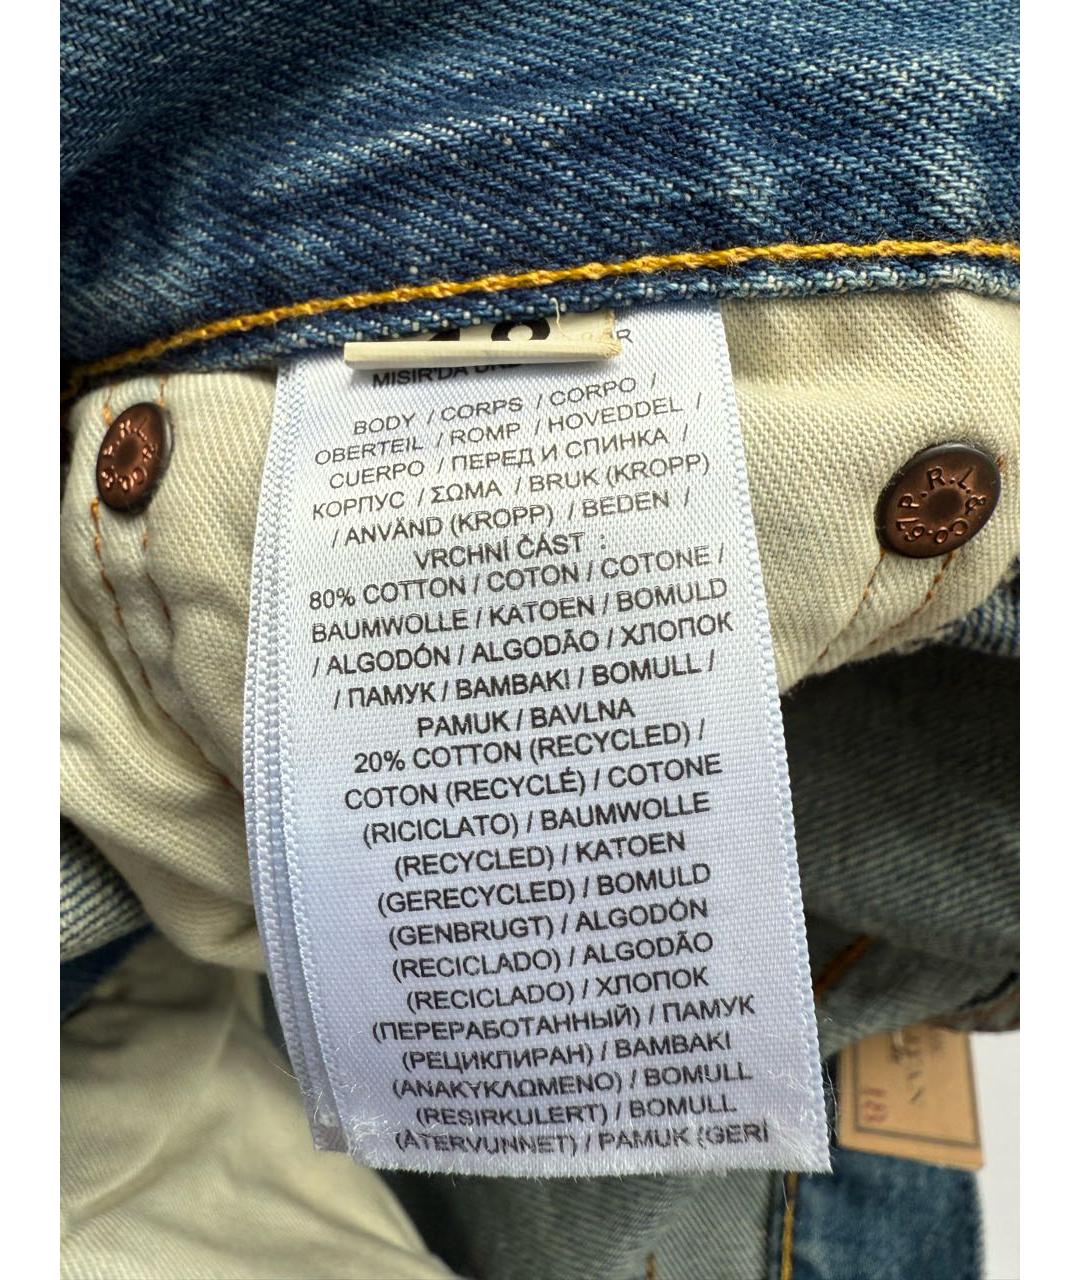 MISIR'DA
BODY / CORPS / CORPO /
OBERTEIL / ROMP / HOVEDDEL /
CUERPO / ПЕРЕД И СПИНКА /
КОРПУС / ΣΩΜΑ / BRUK (KROPP)
/ ANVÄND (KROPP) / BEDEN /
VRCHNÍ ČÁST :
80% COTTON / COTON / COTONE /
BAUMWOLLE / KATOEN / BOMULD
/ ALGODÓN / ALGODÃO / ХЛОПОК
/ ПАМУК / BAMBAKI / BOMULL /
PAMUK / BAVLNA
20% COTTON (RECYCLED) /
COTON (RECYCLÉ) / COTONE
(RICICLATO) / BAUMWOLLE
(RECYCLED) / KATOEN
(GERECYCLED) / BOMULD
(GENBRUGT) / ALGODÓN
(RECICLADO) / ALGODÃO
(RECICLADO) / ХЛОПОК
(ПЕРЕРАБОТАННЫЙ) / ПАМУК
(РЕЦИКЛИРАН) / BAMBAKI
(ΑΝΑΚΥΚΛΩΜΕΝΟ) / BOMULL
(RESIRKULERT) / BOMULL
(ÅTERVUNNET) / PAMUK (GERİ
P.R.L.&
CO.67